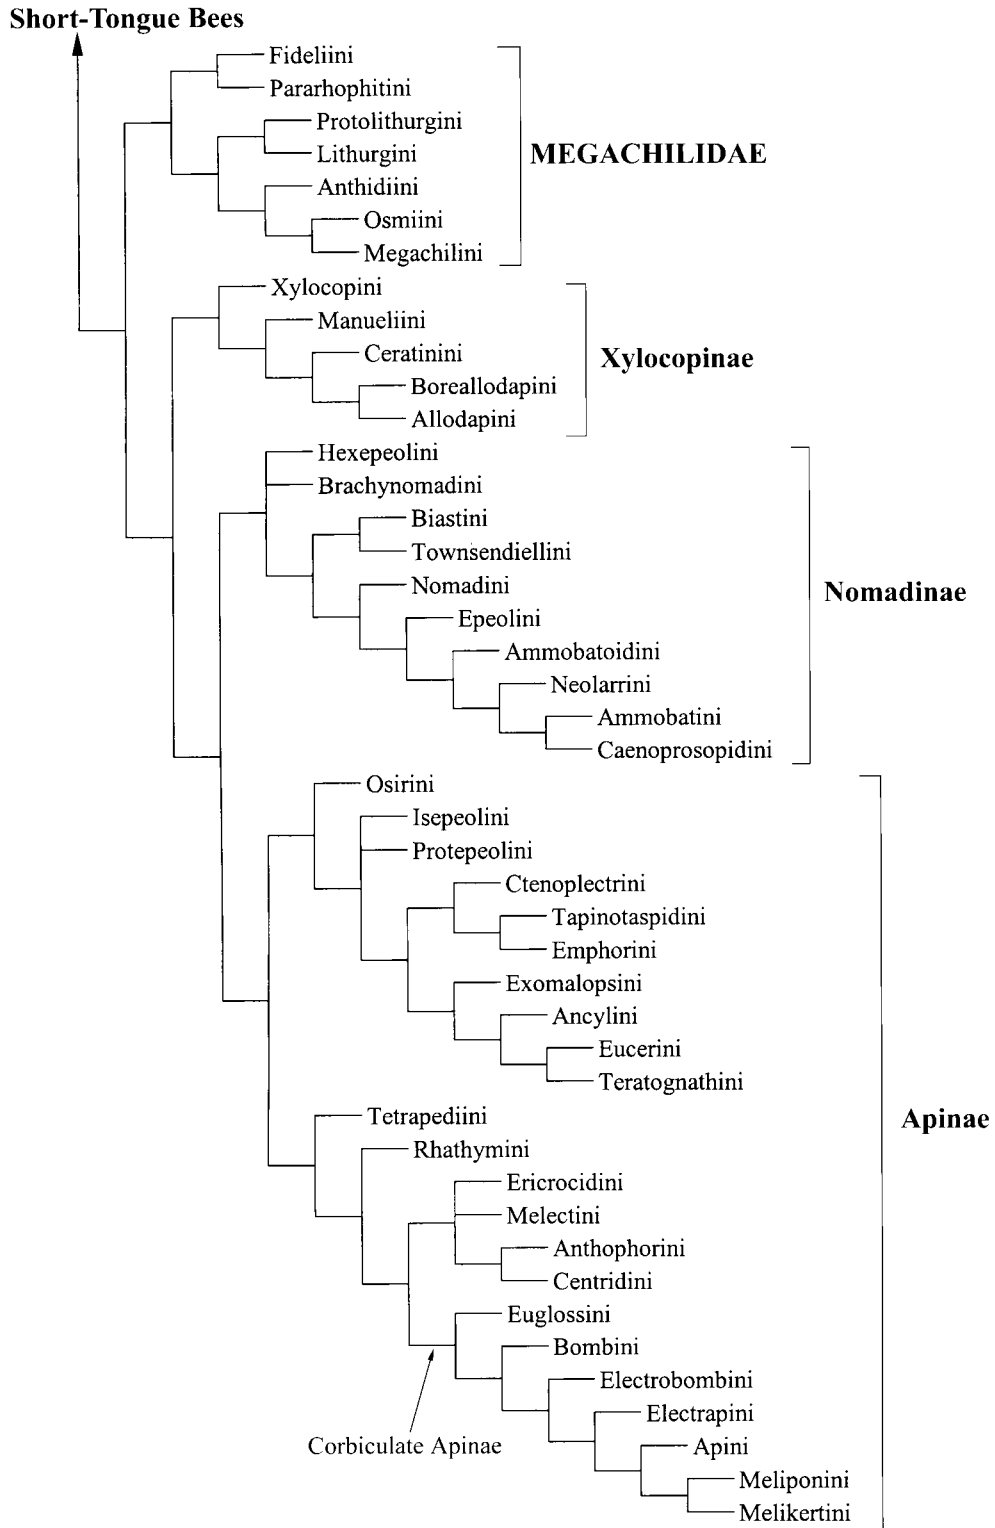 Short-Tongue Bees
Fideliini
Pararhophitini
Protolithurgini
Lithurgini
MEGACHILIDAE
Anthidiini
Osmiini
Megachilini
Xylocopini
Manueliini
Ceratinini
Xylocopinae
Boreallodapini
Allodapini
Hexepeolini
Brachynomadini
Biastini
Townsendiellini
Nomadini
Nomadinae
Epeolini
Ammobatoidini
Neolarrini
Ammobatini
Caenoprosopidini
Osirini
Isepeolini
Protepeolini
Ctenoplectrini
Tapinotaspidini
Emphorini
Exomalopsini
Ancylini
Eucerini
Teratognathini
Tetrapediini
Apinae
Rhathymini
Ericrocidini
Melectini
Anthophorini
Centridini
Euglossini
Bombini
Electrobombini
Electrapini
Corbiculate Apinae
Apini
Meliponini
Melikertini